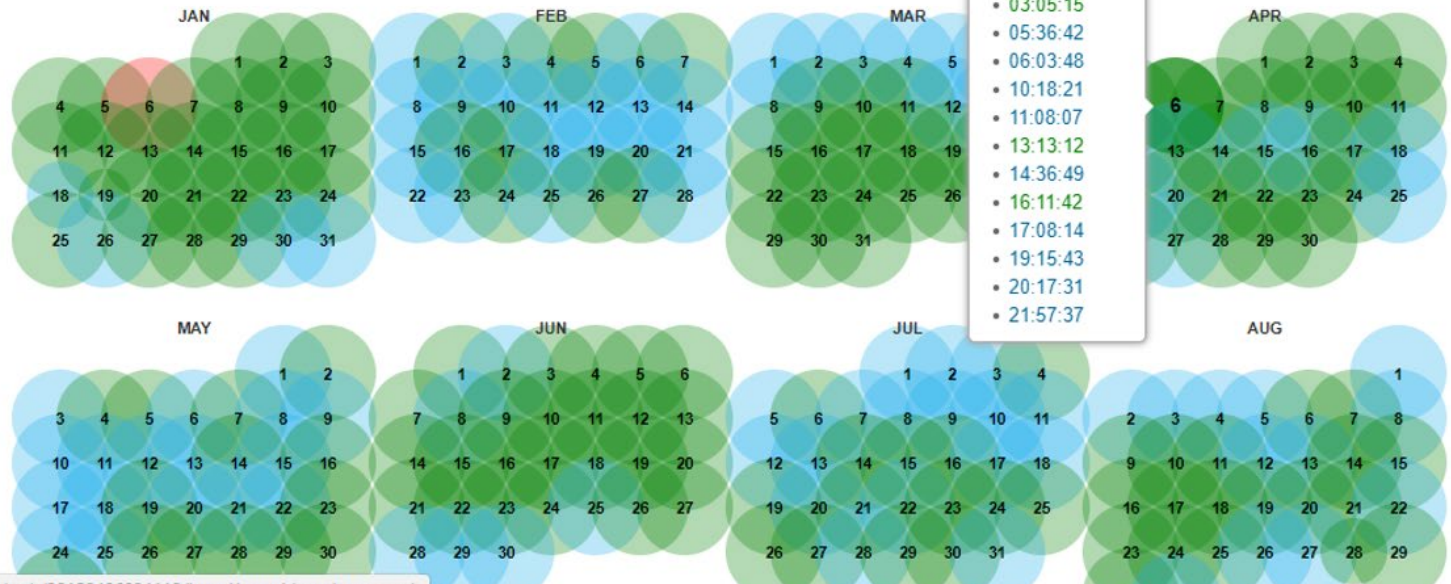 JAN FEB MAR APR
1 2 3
4 5 6 7 8 9 10
11 12 13 14 15 16 17
18 19 20 21 22 23 24
25 26 27 28 29 30 31
1 2 3 4 5 6 7
8 9 10 11 12 13 14
15 16 17 18 19 20 21
22 23 24 25 26 27 28
1 2 3 4 5
8 9 10 11 12
15 16 17 18 19
22 23 24 25 26
29 30 31
03:05:15
05:36:42
06:03:48
10:18:21
11:08:07
13:13:12
14:36:49
16:11:42
17:08:14
19:15:43
20:17:31
21:57:37
1 2 3 4
6 7 8 9 10 11
13 14 15 16 17 18
20 21 22 23 24 25
27 28 29 30
MAY JUN JUL AUG
1 2
3 4 5 6 7 8 9
10 11 12 13 14 15 16
17 18 19 20 21 22 23
24 25 26 27 28 29 30
1 2 3 4 5 6
7 8 9 10 11 12 13
14 15 16 17 18 19 20
21 22 23 24 25 26 27
28 29 30
1 2 3 4
5 6 7 8 9 10 11
12 13 14 15 16 17 18
19 20 21 22 23 24 25
26 27 28 29 30 31
1
2 3 4 5 6 7 8
9 10 11 12 13 14 15
16 17 18 19 20 21 22
23 24 25 26 27 28 29